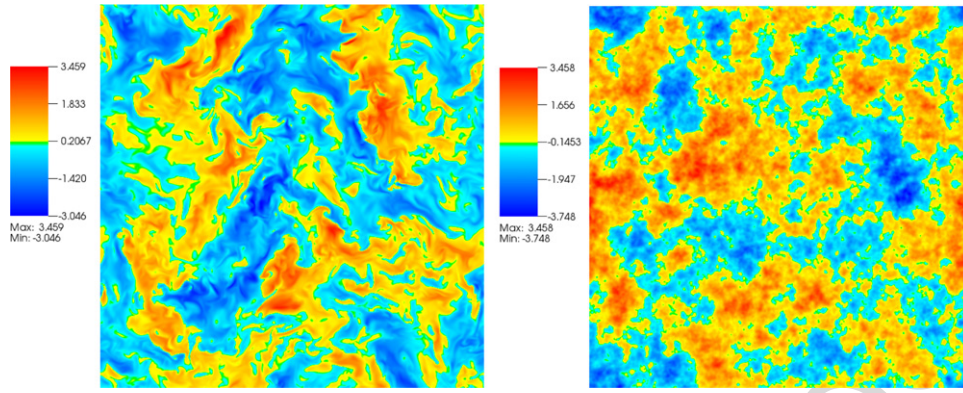 3.459
1.833
0.2067
-1.420
-3.046
Max: 3.459
Min: -3.046
3.458
1.656
-0.1453
-1.947
-3.748
Max: 3.458
Min: -3.748